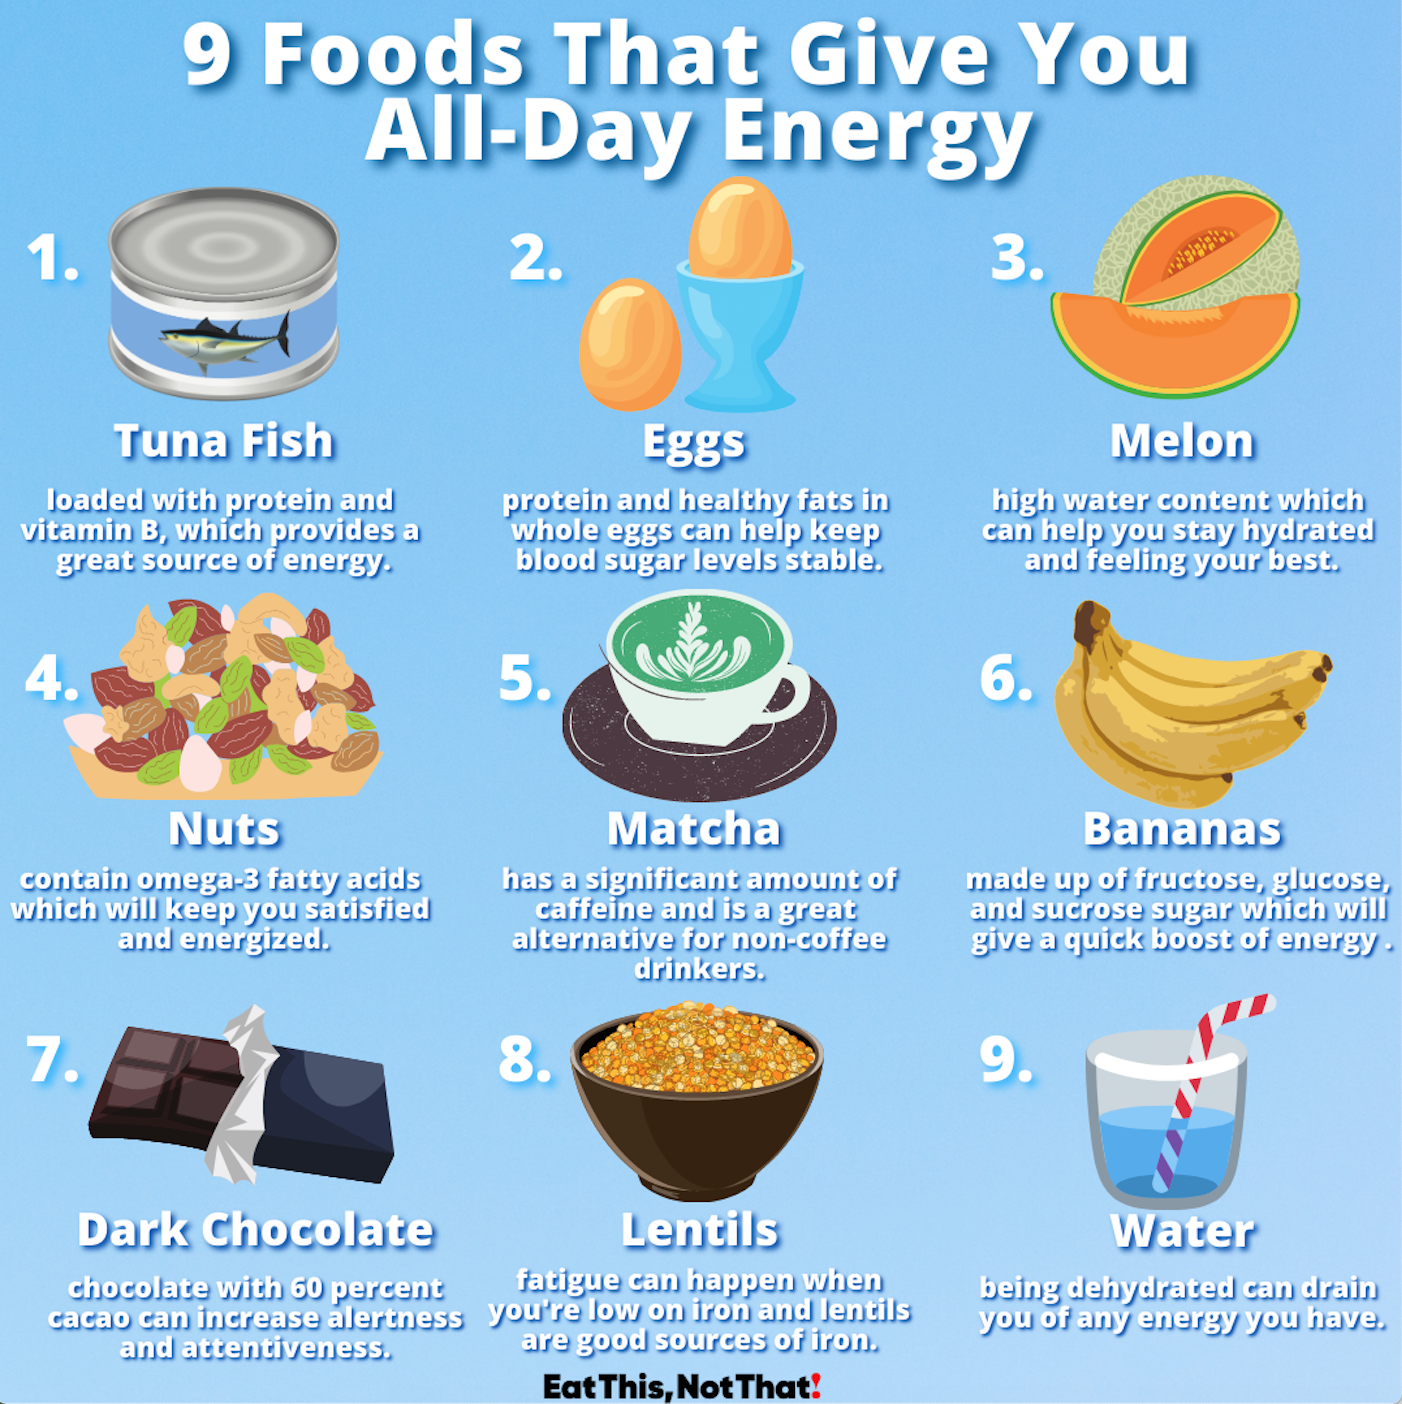 9 Foods That Give You
All-Day Energy
1.
Tuna Fish
loaded with protein and
vitamin B, which provides a
great source of energy.
2.
Eggs
protein and healthy fats in
whole eggs can help keep
blood sugar levels stable.
3.
Melon
high water content which
can help you stay hydrated
and feeling your best.
4.
Nuts
contain omega-3 fatty acids
which will keep you satisfied
and energized.
5.
Matcha
has a significant amount of
caffeine and is a great
alternative for non-coffee
drinkers.
6.
Bananas
made up of fructose, glucose,
and sucrose sugar which will
give a quick boost of energy .
7.
Dark Chocolate
chocolate with 60 percent
cacao can increase alertness
and attentiveness.
8.
Lentils
fatigue can happen when
you're low on iron and lentils
are good sources of iron.
9.
Water
being dehydrated can drain
you of any energy you have.
Eat This, Not That!